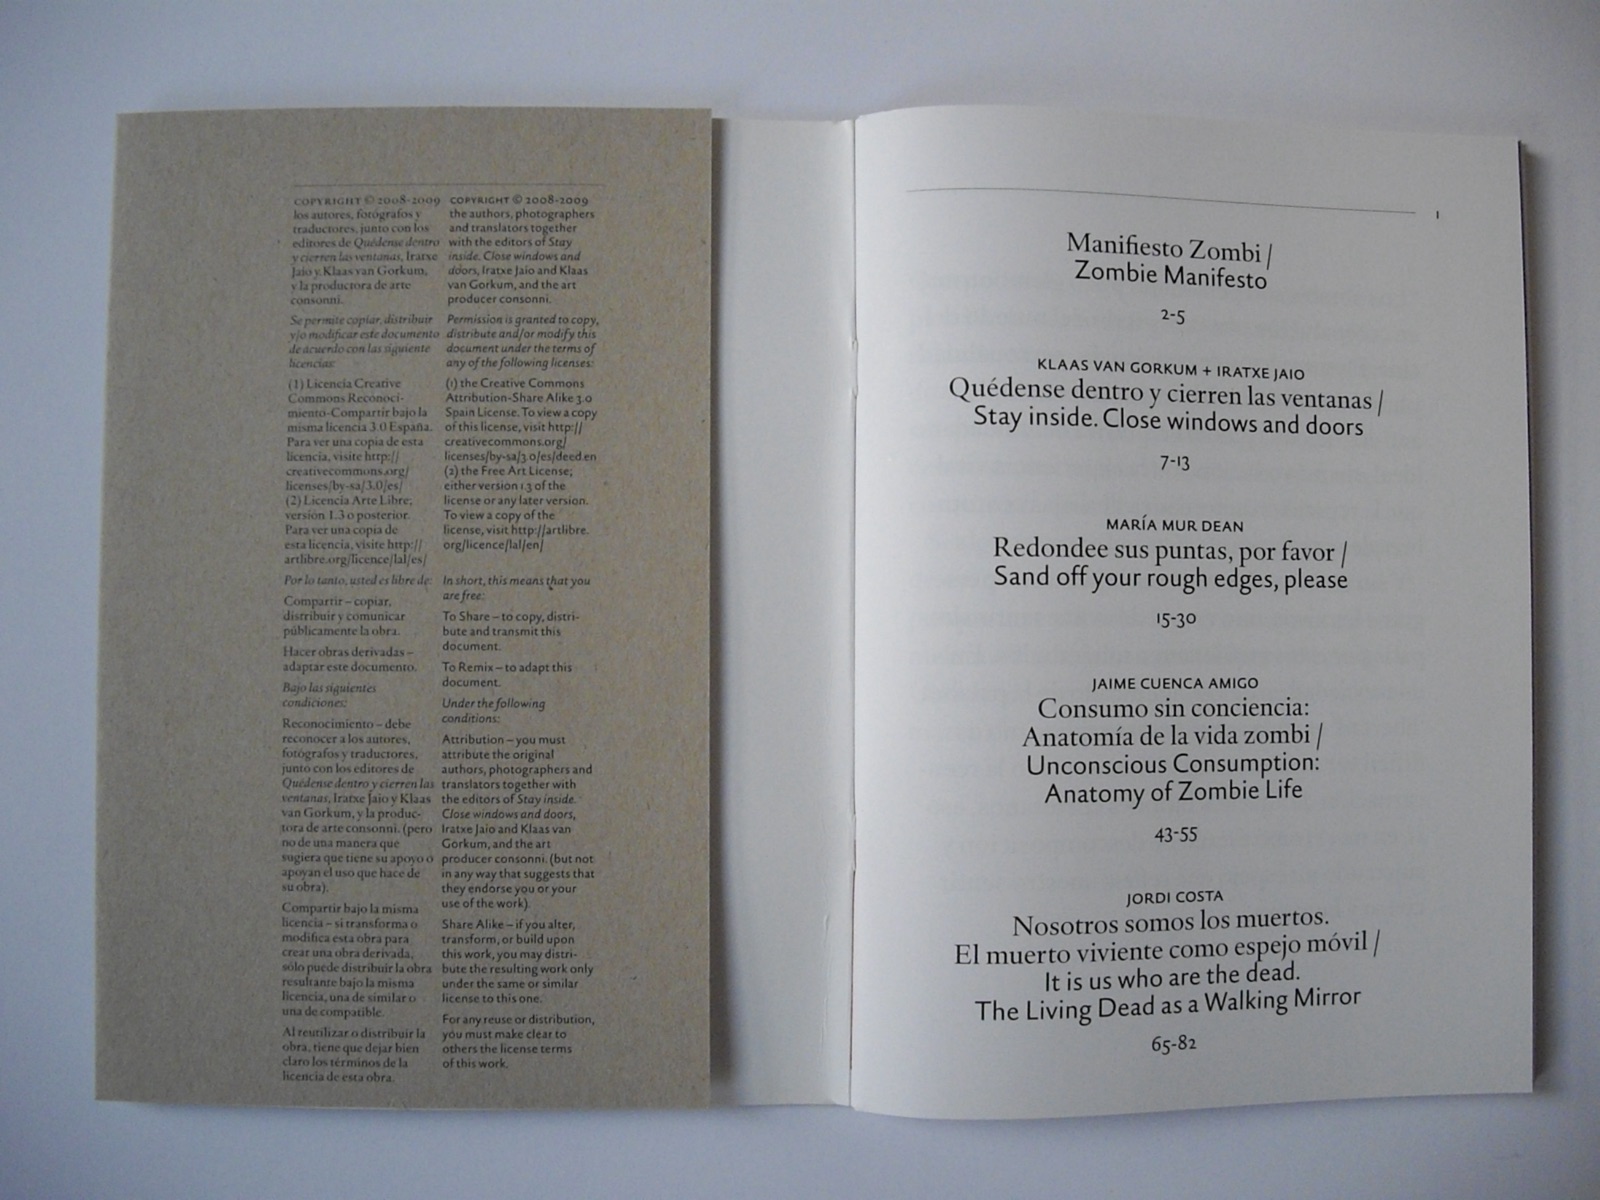 COPYRIGHT © 2008-2009
los autores, fotógrafos y
traductores, junto con los
editores de Quédense dentro
y cierren las ventanas, Iratxe
Jaio y Klaas van Gorkum,
y la productora de arte
consonni.
Se permite copiar, distribuir
y/o modificar este documento
de acuerdo con las siguiente
licencias:
(1) Licencia Creative
Commons Reconoci-
miento-Compartir bajo la
misma licencia 3.0 España.
Para ver una copia de esta
licencia, visite http://
creativecommons.org/
licenses/by-sa/3.0/es/
(2) Licencia Arte Libre,
versión 1.3 o posterior.
Para ver una copia de
esta licencia, visite http://
artlibre.org/licence/lal/es/
Por lo tanto, usted es libre de:
Compartir – copiar,
distribuir y comunicar
públicamente la obra.
Hacer obras derivadas –
adaptar este documento.
Bajo las siguientes
condiciones:
Reconocimiento – debe
reconocer a los autores,
fotógrafos y traductores,
junto con los editores de
Quédense dentro y cierren las
ventanas, Iratxe Jaio y Klaas
van Gorkum, y la produc-
tora de arte consonni. (pero
no de una manera que
sugiera que tiene su apoyo o
apoyan el uso que hace de
su obra).
Compartir bajo la misma
licencia – si transforma o
modifica esta obra para
crear una obra derivada,
sólo puede distribuir la obra
resultante bajo la misma
licencia, una de similar o
una de compatible.
Al reutilizar o distribuir la
obra, tiene que dejar bien
claro los términos de la
licencia de esta obra.
COPYRIGHT © 2008-2009
the authors, photographers
and translators together
with the editors of Stay
inside. Close windows and
doors, Iratxe Jaio and Klaas
van Gorkum, and the art
producer consonni.
Permission is granted to copy,
distribute and/or modify this
document under the terms of
any of the following licenses:
(1) the Creative Commons
Attribution-Share Alike 3.0
Spain License. To view a copy
of this license, visit http://
creativecommons.org/
licenses/by-sa/3.0/es/deed.en
(2) the Free Art License;
either version 1.3 of the
license or any later version.
To view a copy of the
license, visit http://artlibre.
org/licence/lal/en/
In short, this means that you
are free:
To Share – to copy, distri-
bute and transmit this
document.
To Remix – to adapt this
document.
Under the following
conditions:
Attribution – you must
attribute the original
authors, photographers and
translators together with
the editors of Stay inside.
Close windows and doors,
Iratxe Jaio and Klaas van
Gorkum, and the art
producer consonni. (but not
in any way that suggests that
they endorse you or your
use of the work).
Share Alike – if you alter,
transform, or build upon
this work, you may distri-
bute the resulting work only
under the same or similar
license to this one.
For any reuse or distribution,
you must make clear to
others the license terms
of this work.
1
Manifiesto Zombi /
Zombie Manifesto
2-5
KLAAS VAN GORKUM + IRATXE JAIO
Quédense dentro y cierren las ventanas /
Stay inside. Close windows and doors
7-13
MARÍA MUR DEAN
Redondee sus puntas, por favor /
Sand off your rough edges, please
15-30
JAIME CUENCA AMIGO
Consumo sin conciencia:
Anatomía de la vida zombi /
Unconscious Consumption:
Anatomy of Zombie Life
43-55
JORDI COSTA
Nosotros somos los muertos.
El muerto viviente como espejo móvil /
It is us who are the dead.
The Living Dead as a Walking Mirror
65-82